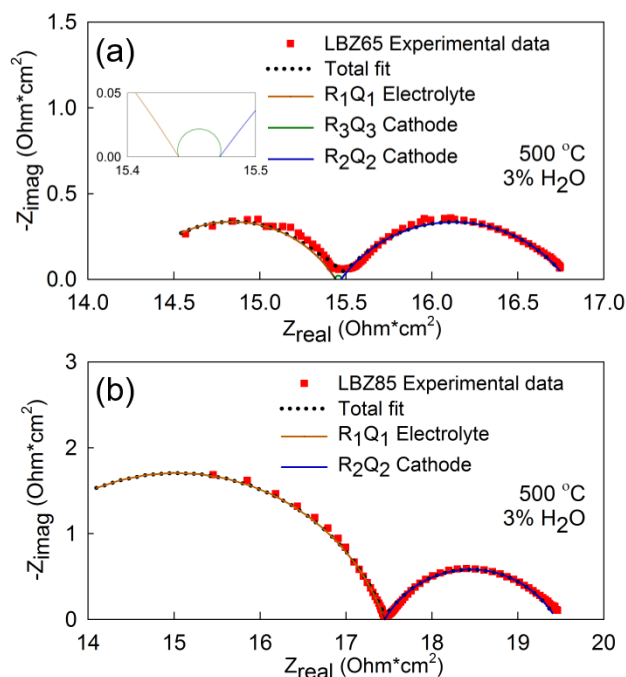 (a)
LBZ65 Experimental data
Total fit
R1Q1 Electrolyte
R3Q3 Cathode
R2Q2 Cathode
500 °C
3% H2O
0.05
0.00
15.4
15.5
-Zimag (Ohm*cm²)
1.5
1.0
0.5
0.0
14.0 14.5 15.0 15.5 16.0 16.5 17.0
Zreal (Ohm*cm²)
(b)
LBZ85 Experimental data
Total fit
R1Q1 Electrolyte
R2Q2 Cathode
500 °C
3% H2O
-Zimag (Ohm*cm²)
3
2
1
0
14 15 16 17 18 19 20
Zreal (Ohm*cm²)